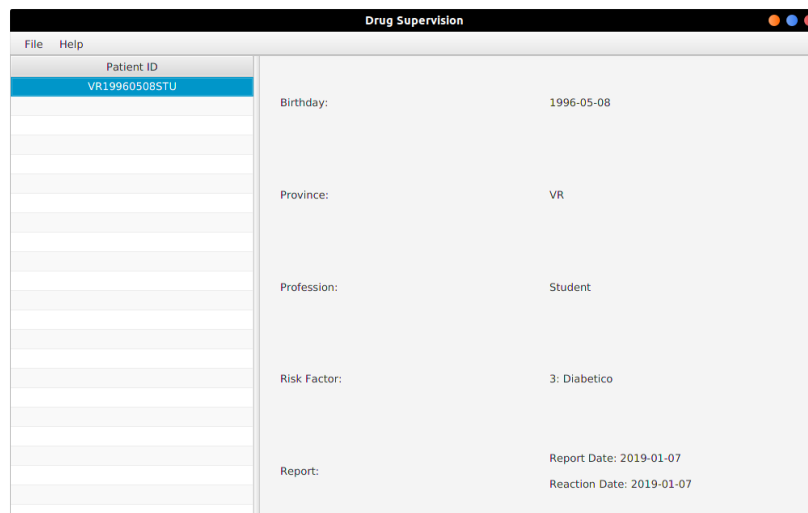 Drug Supervision
File Help
Patient ID
VR19960508STU
Birthday: 1996-05-08
Province: VR
Profession: Student
Risk Factor: 3: Diabetico
Report: Report Date: 2019-01-07
Reaction Date: 2019-01-07